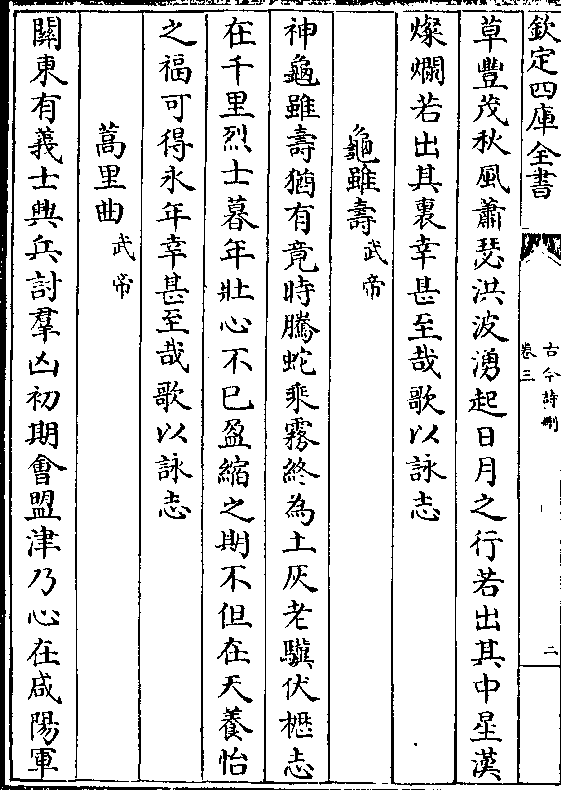 欽定四庫全書
古今詩刪
卷三
二
草豐茂秋風蕭瑟洪波湧起日月之行若出其中星漢
燦爛若出其裏幸甚至哉歌以詠志
龜雖壽武帝
神龜雖壽猶有竟時騰蛇乘霧終為土灰老驥伏櫪志
在千里烈士暮年壯心不已盈縮之期不但在天養怡
之福可得永年幸甚至哉歌以詠志
蒿里曲武帝
關東有義士興兵討羣凶初期會盟津乃心在咸陽軍